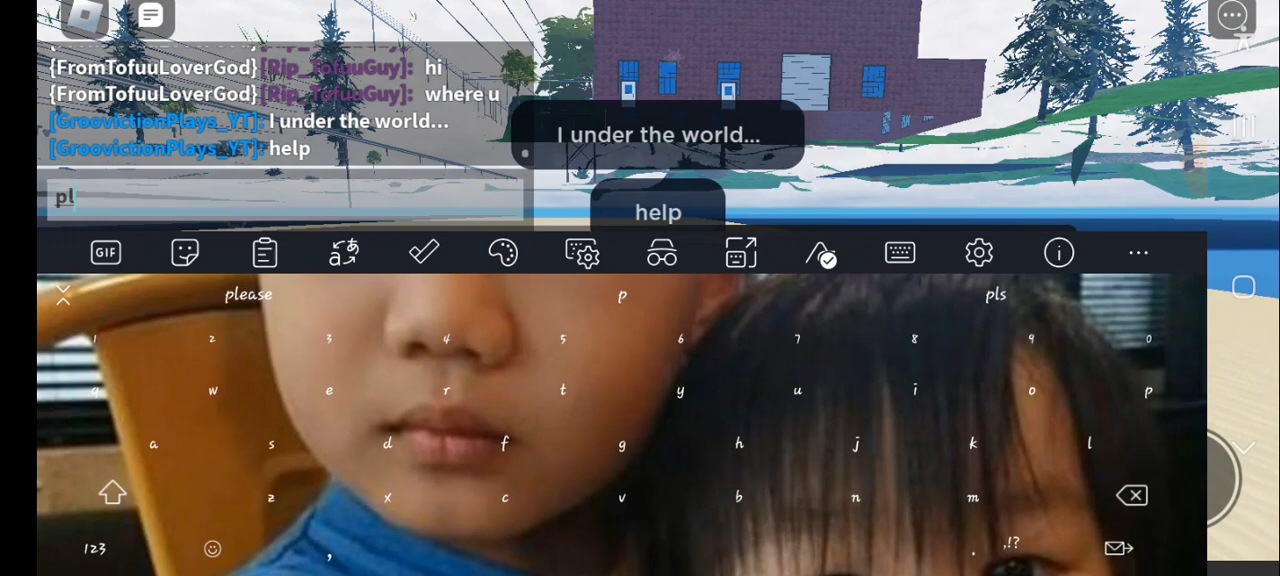 {FromTofuuLoverGod} [Rip_TofuuGuy]: hi
{FromTofuuLoverGod} [Rip_TofuuGuy]: where u
[GroovictionPlays_YT]: I under the world...
[GroovictionPlays_YT]: help
I under the world...
help
pl
GIF
please p pls
1 2 3 4 5 6 7 8 9 0
q w e r t y u i o p
a s d f g h j k l
z x c v b n m
123 , . ,!?